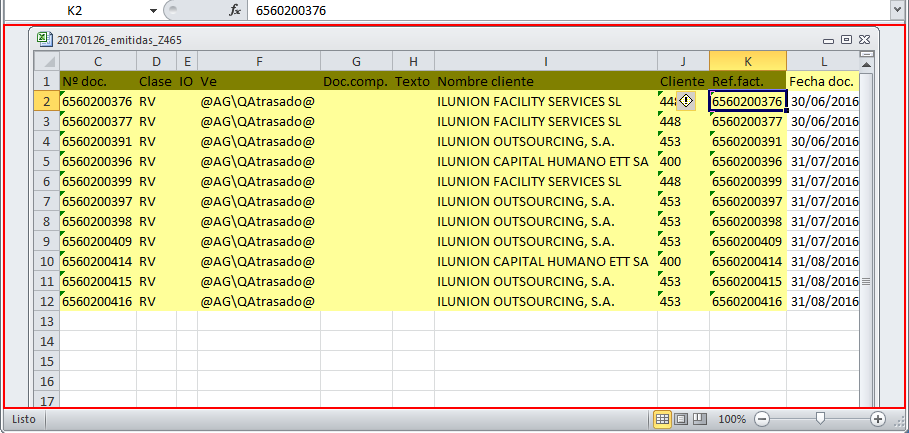 K2 fx 6560200376
20170126_emitidas_Z465
C D E F G H I J K L
1 Nº doc. Clase IO Ve Doc.comp. Texto Nombre cliente Cliente Ref.fact. Fecha doc.
2 6560200376 RV @AG\QAtrasado@ ILUNION FACILITY SERVICES SL 448 6560200376 30/06/2016
3 6560200377 RV @AG\QAtrasado@ ILUNION FACILITY SERVICES SL 448 6560200377 30/06/2016
4 6560200391 RV @AG\QAtrasado@ ILUNION OUTSOURCING, S.A. 453 6560200391 30/06/2016
5 6560200396 RV @AG\QAtrasado@ ILUNION CAPITAL HUMANO ETT SA 400 6560200396 31/07/2016
6 6560200399 RV @AG\QAtrasado@ ILUNION FACILITY SERVICES SL 448 6560200399 31/07/2016
7 6560200397 RV @AG\QAtrasado@ ILUNION OUTSOURCING, S.A. 453 6560200397 31/07/2016
8 6560200398 RV @AG\QAtrasado@ ILUNION OUTSOURCING, S.A. 453 6560200398 31/07/2016
9 6560200409 RV @AG\QAtrasado@ ILUNION OUTSOURCING, S.A. 453 6560200409 31/07/2016
10 6560200414 RV @AG\QAtrasado@ ILUNION CAPITAL HUMANO ETT SA 400 6560200414 31/08/2016
11 6560200415 RV @AG\QAtrasado@ ILUNION OUTSOURCING, S.A. 453 6560200415 31/08/2016
12 6560200416 RV @AG\QAtrasado@ ILUNION OUTSOURCING, S.A. 453 6560200416 31/08/2016
13
14
15
16
17
Listo 100%